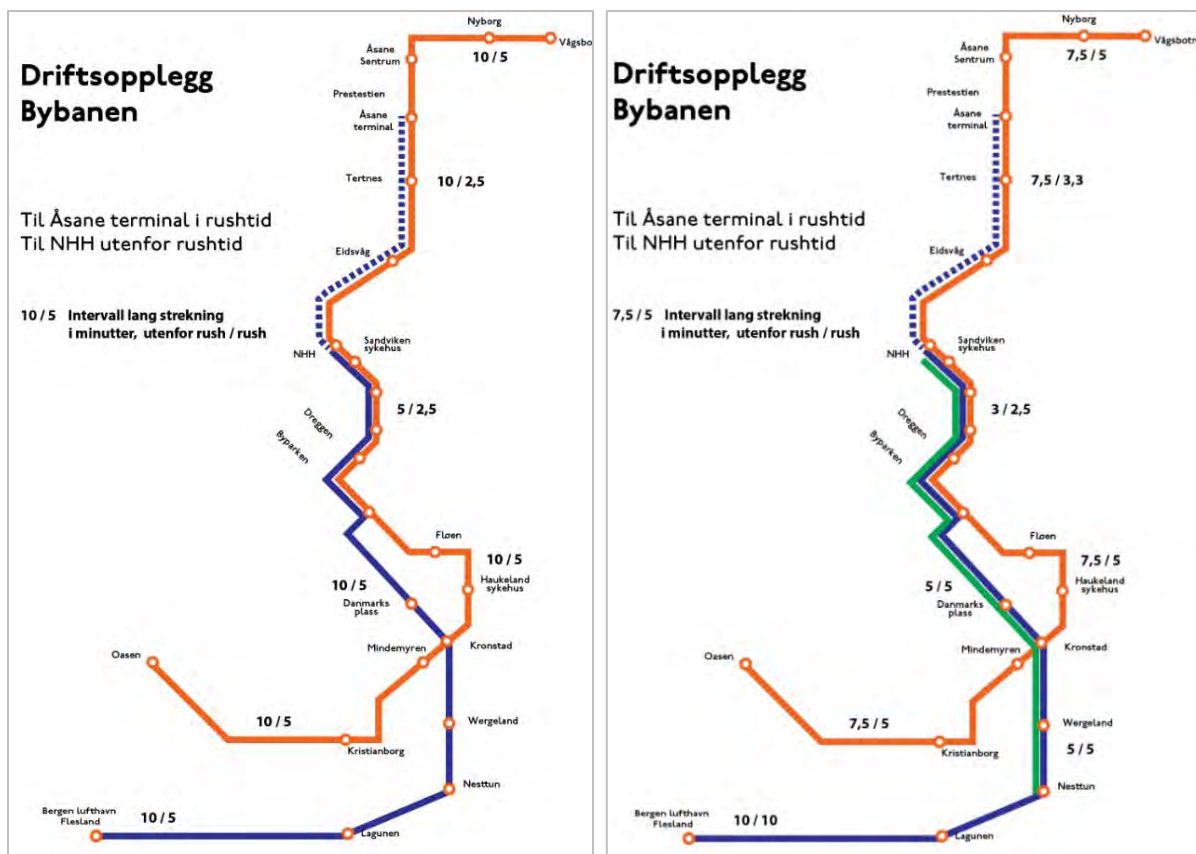 Driftsopplegg
Bybanen
Til Åsane terminal i rushtid
Til NHH utenfor rushtid
10 / 5 Intervall lang strekning
i minutter, utenfor rush / rush
Nyborg
Vågsbotn
10 / 5
Åsane
Sentrum
Prestestien
Åsane
terminal
Tertnes
10 / 2,5
Eidsvåg
Sandviken
sykehus
NHH
5 / 2,5
Dreggen
Byparken
Fløen
10 / 5
Haukeland
sykehus
10 / 5
Danmarks
plass
Kronstad
Mindemyren
Oasen
10 / 5
Kristianborg
Wergeland
Nesttun
Bergen lufthavn
Flesland
10 / 5
Lagunen
Driftsopplegg
Bybanen
Til Åsane terminal i rushtid
Til NHH utenfor rushtid
7,5 / 5 Intervall lang strekning
i minutter, utenfor rush / rush
Nyborg
Vågsbotn
7,5 / 5
Åsane
Sentrum
Prestestien
Åsane
terminal
Tertnes
7,5 / 3,3
Eidsvåg
Sandviken
sykehus
NHH
3 / 2,5
Dreggen
Byparken
Fløen
7,5 / 5
Haukeland
sykehus
5 / 5
Danmarks
plass
Kronstad
Mindemyren
Oasen
7,5 / 5
Kristianborg
Wergeland
5 / 5
Nesttun
Bergen lufthavn
Flesland
10 / 10
Lagunen